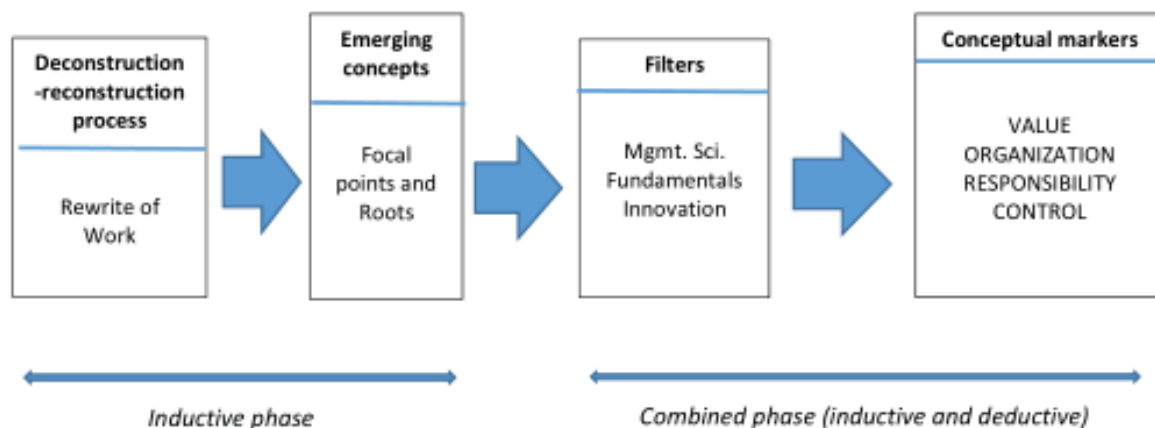 Deconstruction
-reconstruction
process
Rewrite of
Work
Emerging
concepts
Focal
points and
Roots
Filters
Mgmt. Sci.
Fundamentals
Innovation
Conceptual markers
VALUE
ORGANIZATION
RESPONSIBILITY
CONTROL
Inductive phase
Combined phase (inductive and deductive)